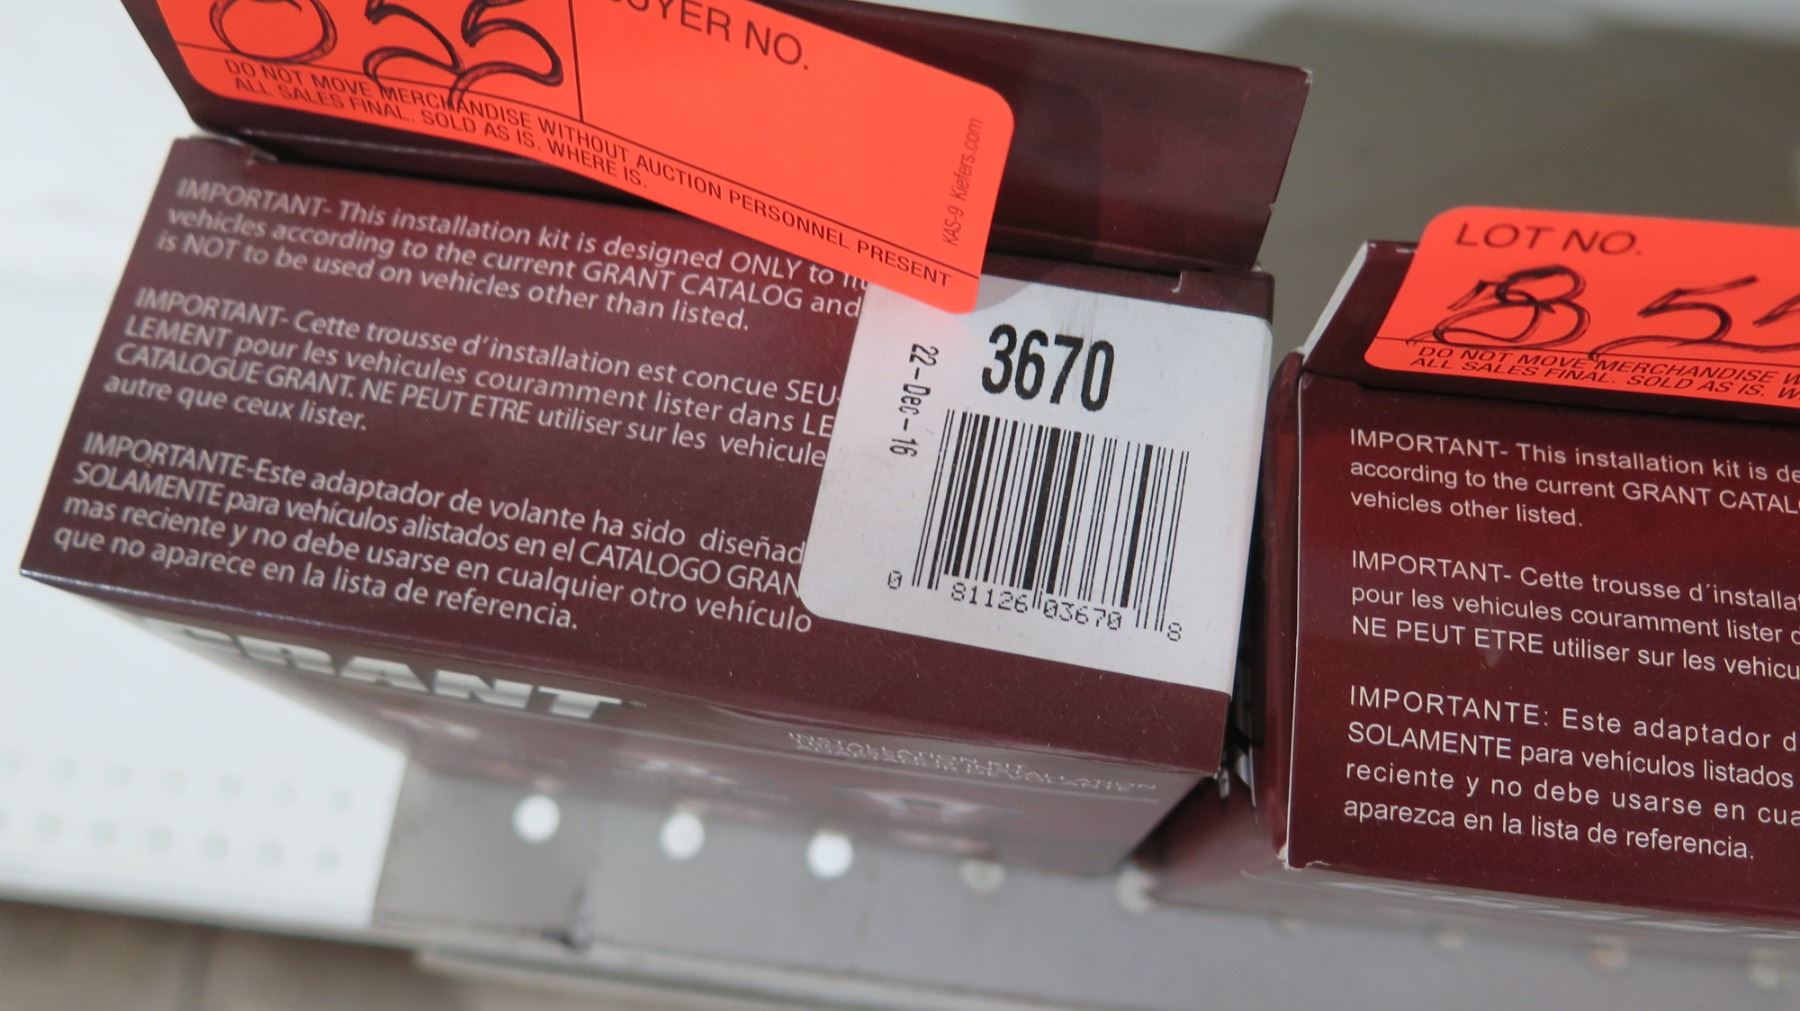 855
BUYER NO.
DO NOT MOVE MERCHANDISE WITHOUT AUCTION PERSONNEL PRESENT
ALL SALES FINAL. SOLD AS IS. WHERE IS.
KAS-9 Kiefers.com
IMPORTANT- This installation kit is designed ONLY to
vehicles according to the current GRANT CATALOG and
is NOT to be used on vehicles other than listed.
IMPORTANT- Cette trousse d'installation est concue SEU-
LEMENT pour les vehicules couramment lister dans LE
CATALOGUE GRANT. NE PEUT ETRE utiliser sur les vehicule
autre que ceux lister.
IMPORTANTE-Este adaptador de volante ha sido diseñad
SOLAMENTE para vehículos alistados en el CATALOGO GRAN
mas reciente y no debe usarse en cualquier otro vehículo
que no aparece en la lista de referencia.
3670
22-Dec-16
0 81126 03670 8
GRANT
INSTALLATION KIT
LOT NO.
855
DO NOT MOVE MERCHANDISE W
ALL SALES FINAL. SOLD AS IS. W
IMPORTANT- This installation kit is de
according to the current GRANT CATAL
vehicles other listed.
IMPORTANT- Cette trousse d'installa
pour les vehicules couramment lister
NE PEUT ETRE utiliser sur les vehicu
IMPORTANTE: Este adaptador d
SOLAMENTE para vehículos listados
reciente y no debe usarse en cua
aparezca en la lista de referencia.